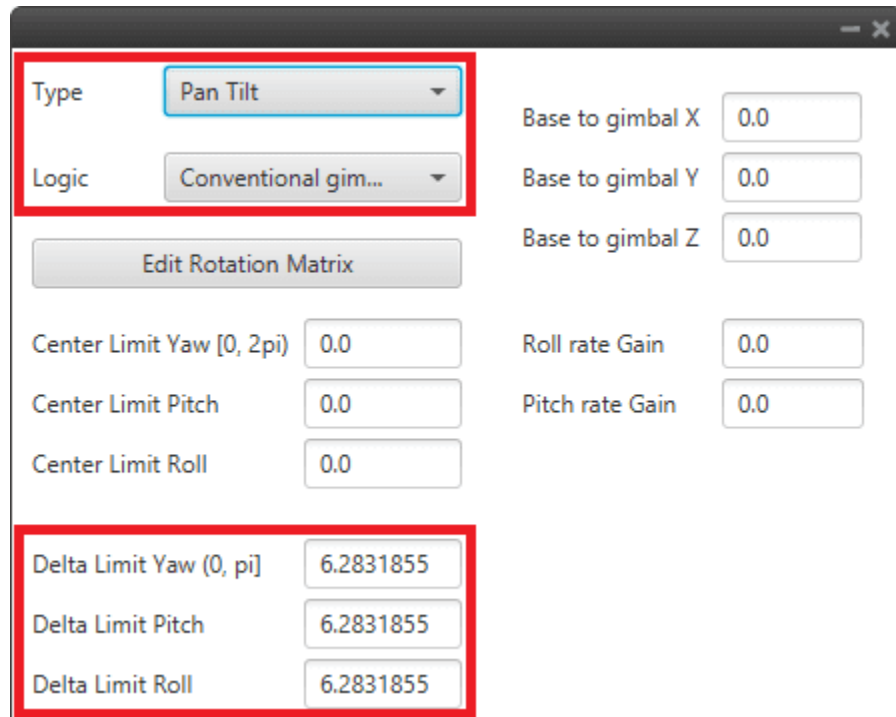 Type Pan Tilt
Logic Conventional gim...
Edit Rotation Matrix
Center Limit Yaw [0, 2pi) 0.0
Center Limit Pitch 0.0
Center Limit Roll 0.0
Delta Limit Yaw (0, pi] 6.2831855
Delta Limit Pitch 6.2831855
Delta Limit Roll 6.2831855
Base to gimbal X 0.0
Base to gimbal Y 0.0
Base to gimbal Z 0.0
Roll rate Gain 0.0
Pitch rate Gain 0.0